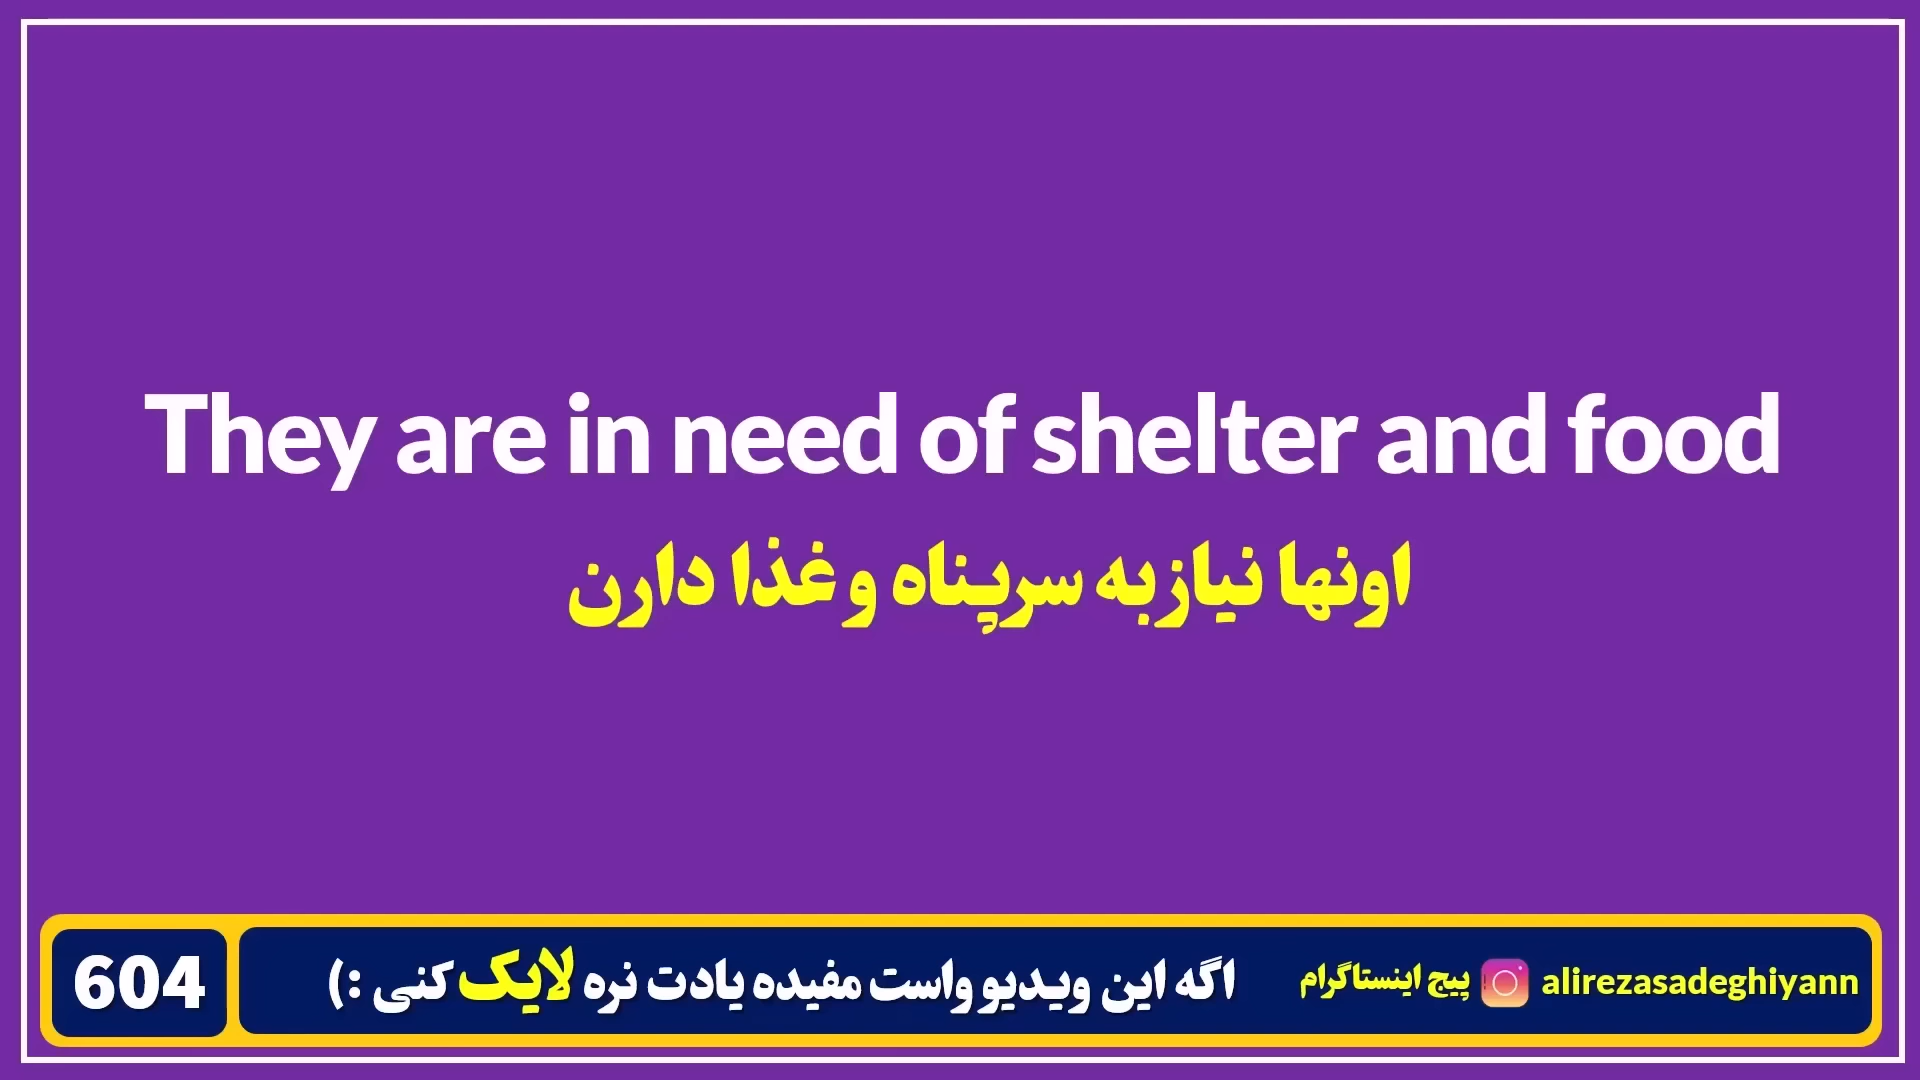 They are in need of shelter and food
اونها نیاز به سرپناه و غذا دارن
604
اگه این ویدیو واست مفیده یادت نره لایک کنی :)
پیج اینستاگرام
alirezasadeghiyann